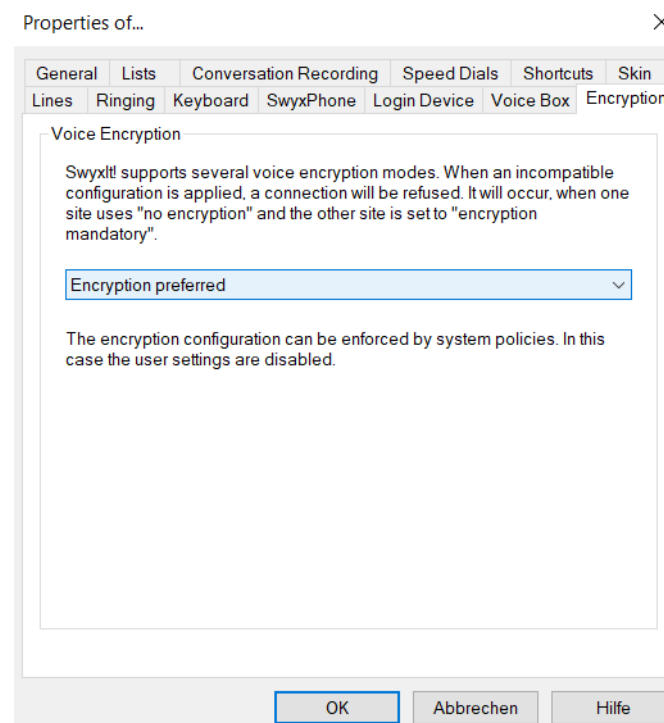 Properties of...
General Lists Conversation Recording Speed Dials Shortcuts Skin
Lines Ringing Keyboard SwyxPhone Login Device Voice Box Encryption
Voice Encryption
SwyxIt! supports several voice encryption modes. When an incompatible
configuration is applied, a connection will be refused. It will occur, when one
site uses "no encryption" and the other site is set to "encryption
mandatory".
Encryption preferred
The encryption configuration can be enforced by system policies. In this
case the user settings are disabled.
OK Abbrechen Hilfe